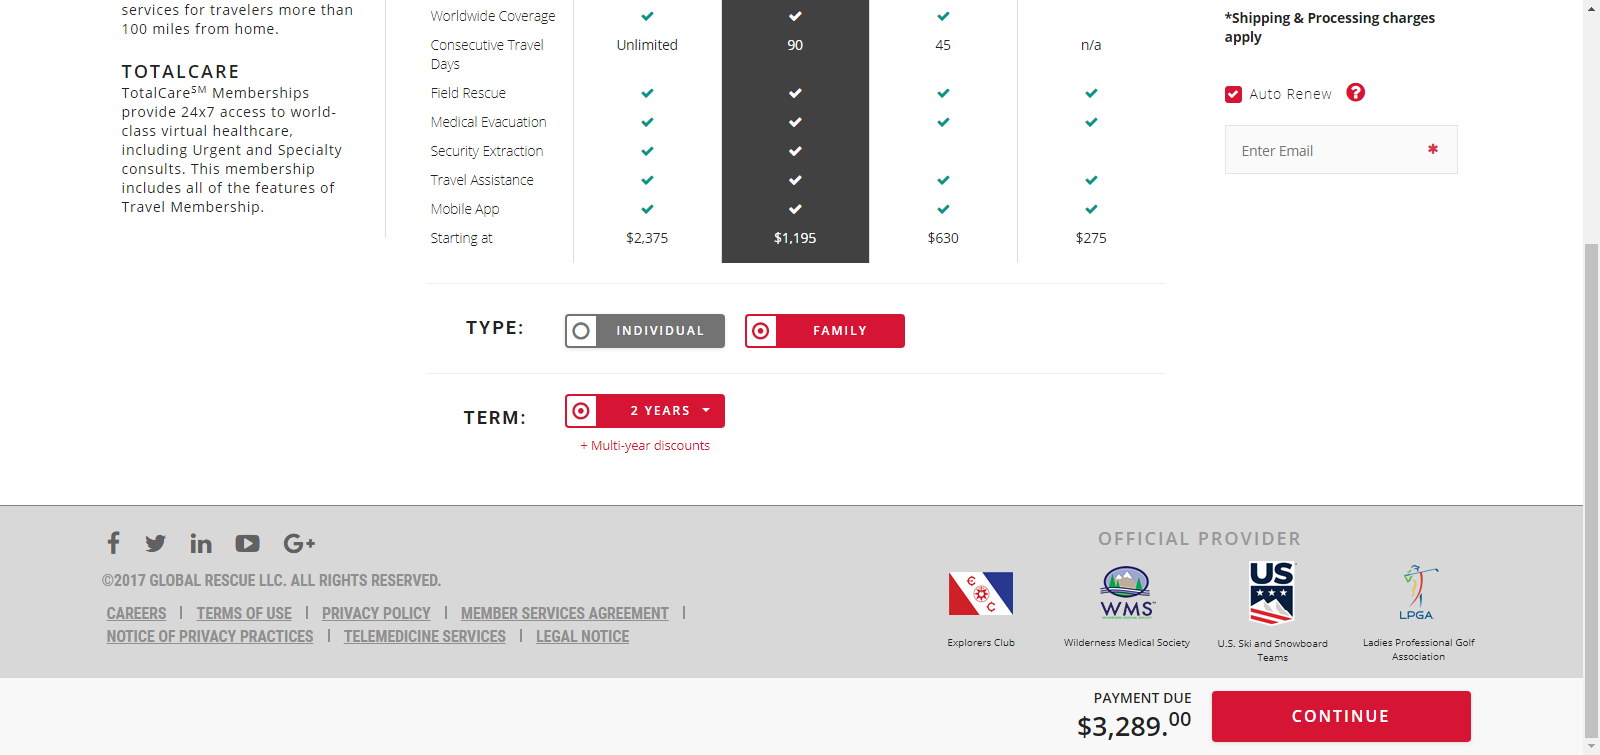 services for travelers more than
100 miles from home.
TOTALCARE
TotalCareSM Memberships
provide 24x7 access to world-
class virtual healthcare,
including Urgent and Specialty
consults. This membership
includes all of the features of
Travel Membership.
Worldwide Coverage
Consecutive Travel Unlimited 90 45 n/a
Days
Field Rescue
Medical Evacuation
Security Extraction
Travel Assistance
Mobile App
Starting at $2,375 $1,195 $630 $275
*Shipping & Processing charges
apply
Auto Renew ?
Enter Email *
TYPE: INDIVIDUAL FAMILY
TERM: 2 YEARS
+ Multi-year discounts
©2017 GLOBAL RESCUE LLC. ALL RIGHTS RESERVED.
CAREERS | TERMS OF USE | PRIVACY POLICY | MEMBER SERVICES AGREEMENT |
NOTICE OF PRIVACY PRACTICES | TELEMEDICINE SERVICES | LEGAL NOTICE
OFFICIAL PROVIDER
E C C
WMS
US
LPGA
Explorers Club
Wilderness Medical Society
U.S. Ski and Snowboard
Teams
Ladies Professional Golf
Association
PAYMENT DUE
$3,289.00
CONTINUE